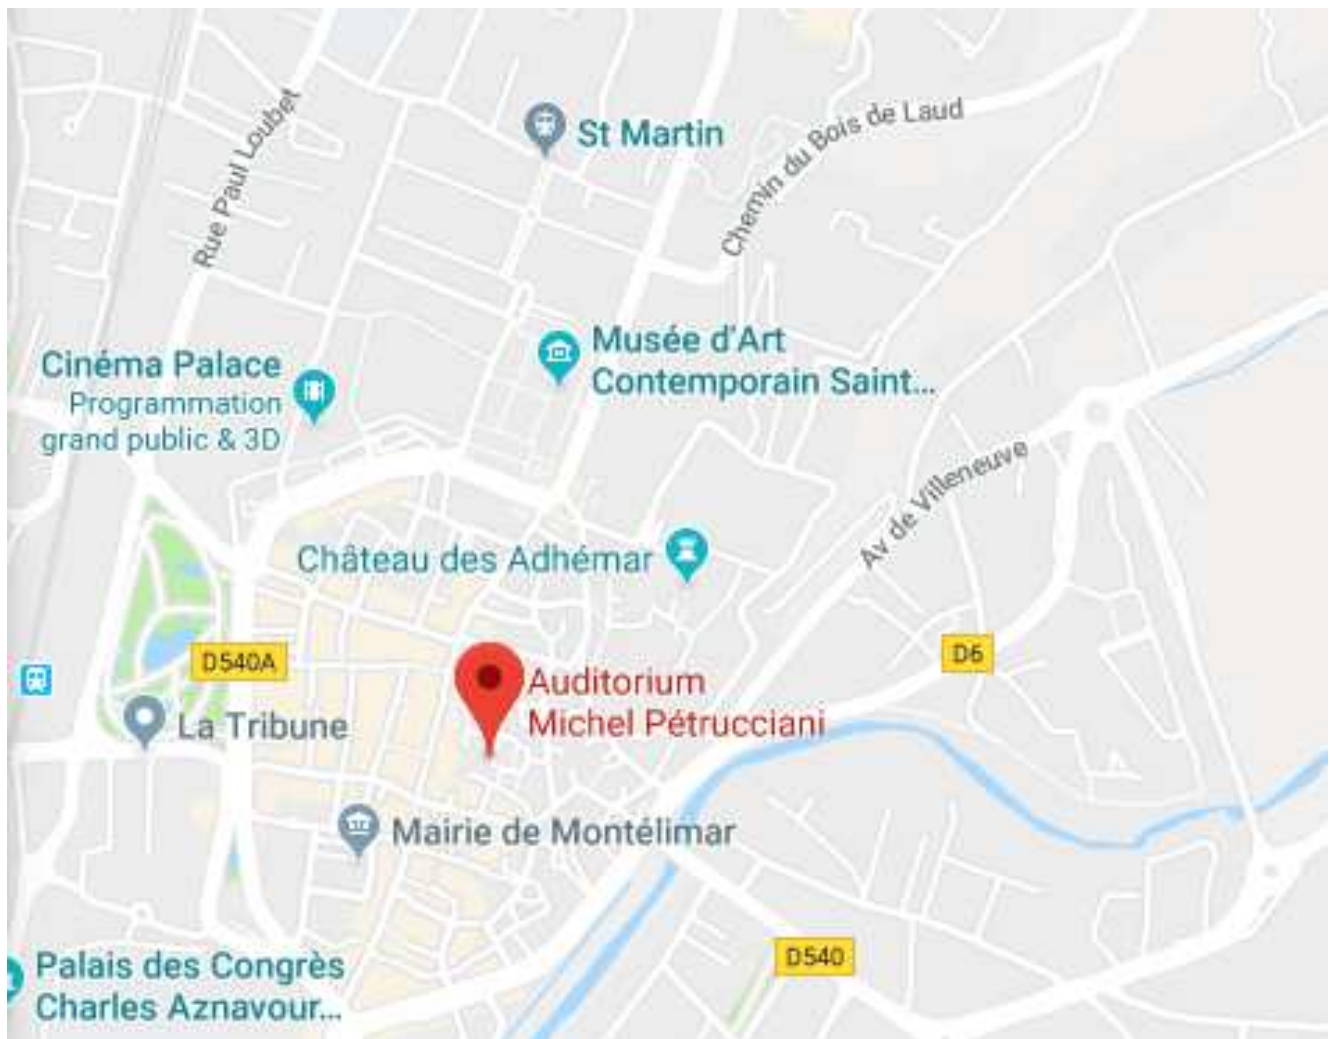 Rue Paul Loubet
St Martin
Chemin du Bois de Laud
Musée d'Art
Contemporain Saint...
Cinéma Palace
Programmation
grand public & 3D
Av de Villeneuve
Château des Adhémar
D540A
D6
Auditorium
Michel Pétrucciani
La Tribune
Mairie de Montélimar
D540
Palais des Congrès
Charles Aznavour...